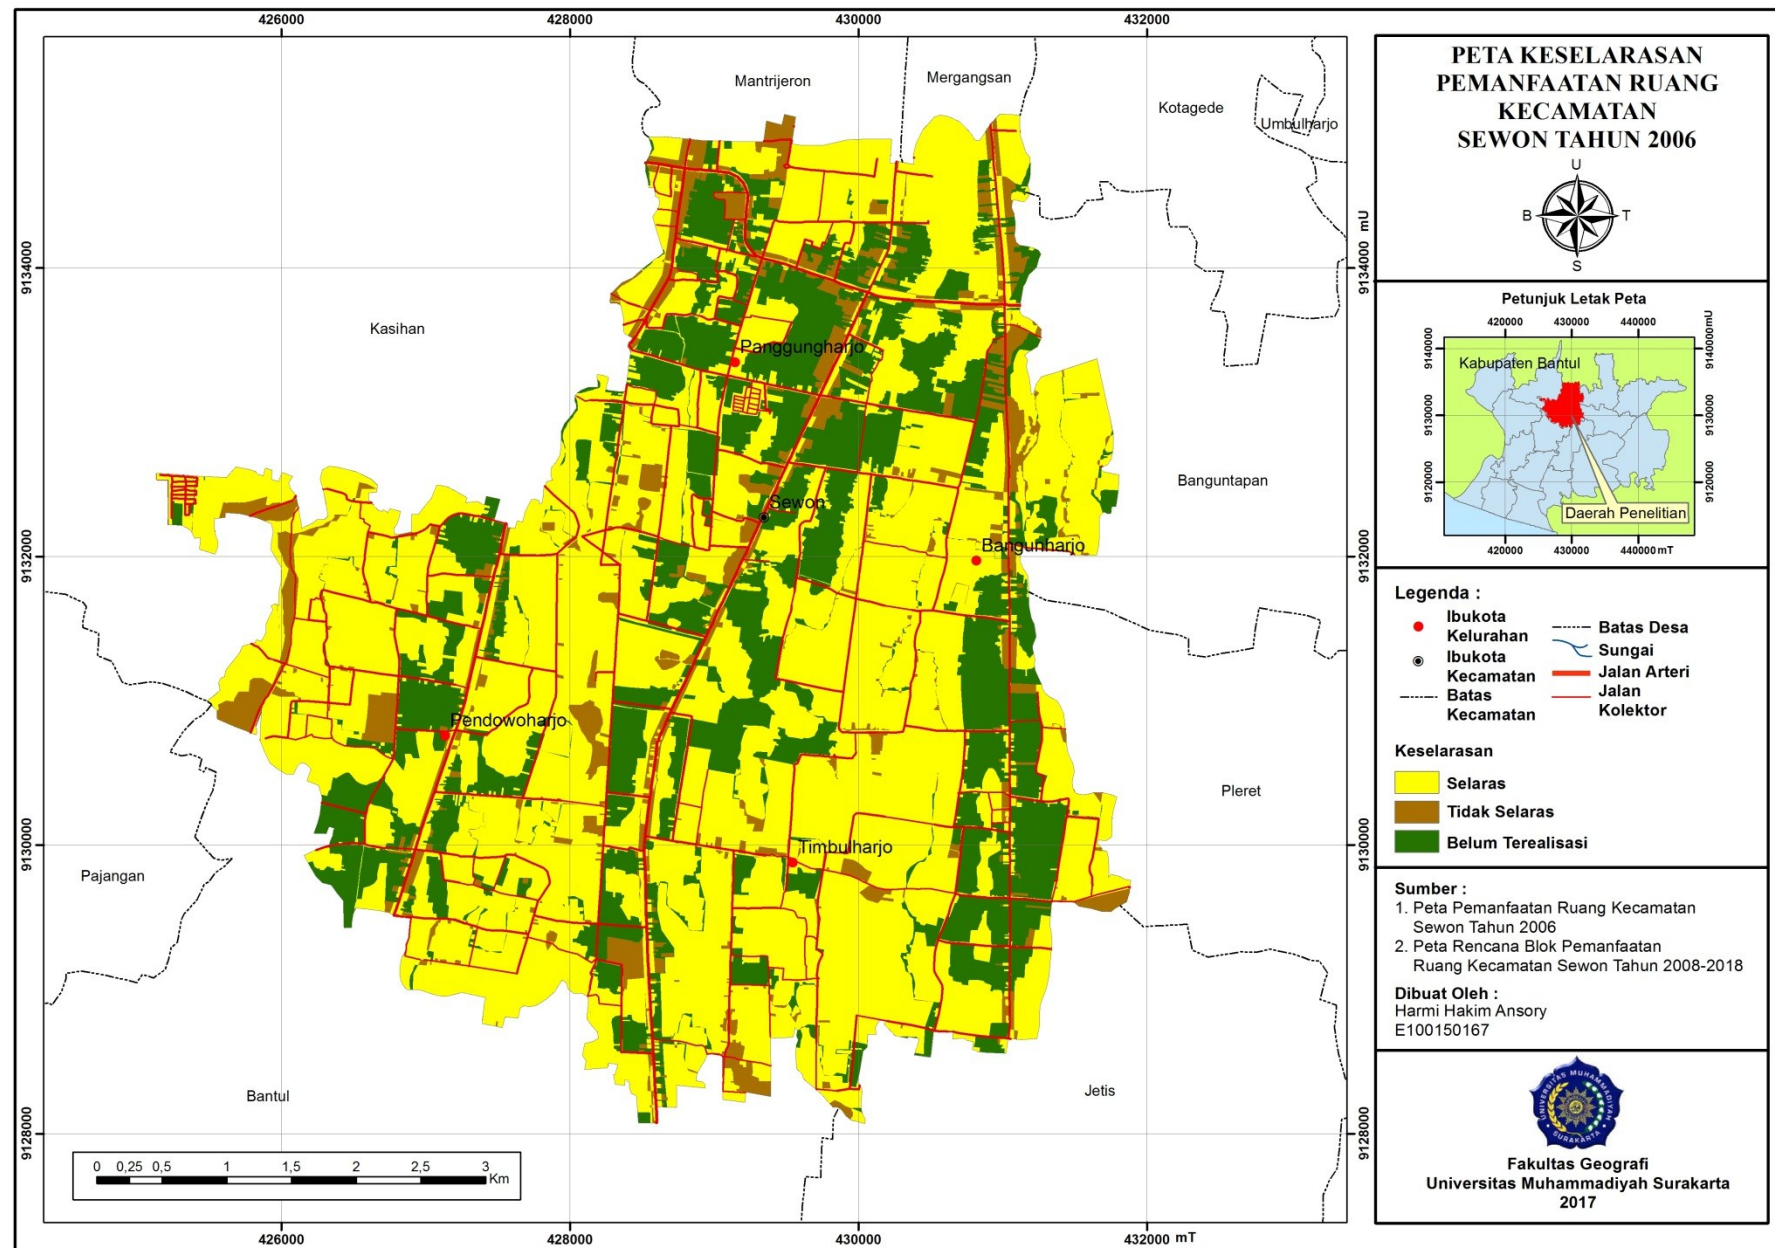 426000
428000
430000
432000
Mantrijeron
Mergangsan
Kotagede
Umbulharjo
Kasihan
Banguntapan
Pleret
Jetis
Bantul
Pajangan
Panggungharjo
Sewon
Bangunharjo
Pendowoharjo
Timbulharjo
9134000
9132000
9130000
9128000
9134000 mU
9132000
9130000
9128000
0 0,25 0,5 1 1,5 2 2,5 3
Km
426000
428000
430000
432000 mT
PETA KESELARASAN
PEMANFAATAN RUANG
KECAMATAN
SEWON TAHUN 2006
U
B
T
S
Petunjuk Letak Peta
420000
430000
440000
9140000
9130000
9120000
9140000mU
9130000
9120000
Kabupaten Bantul
Daerah Penelitian
420000
430000
440000 mT
Legenda :
Ibukota
Kelurahan
Ibukota
Kecamatan
Batas
Kecamatan
Batas Desa
Sungai
Jalan Arteri
Jalan
Kolektor
Keselarasan
Selaras
Tidak Selaras
Belum Terealisasi
Sumber :
1. Peta Pemanfaatan Ruang Kecamatan
Sewon Tahun 2006
2. Peta Rencana Blok Pemanfaatan
Ruang Kecamatan Sewon Tahun 2008-2018
Dibuat Oleh :
Harmi Hakim Ansory
E100150167
UNIVERSITAS MUHAMMADIYAH
SURAKARTA
Fakultas Geografi
Universitas Muhammadiyah Surakarta
2017